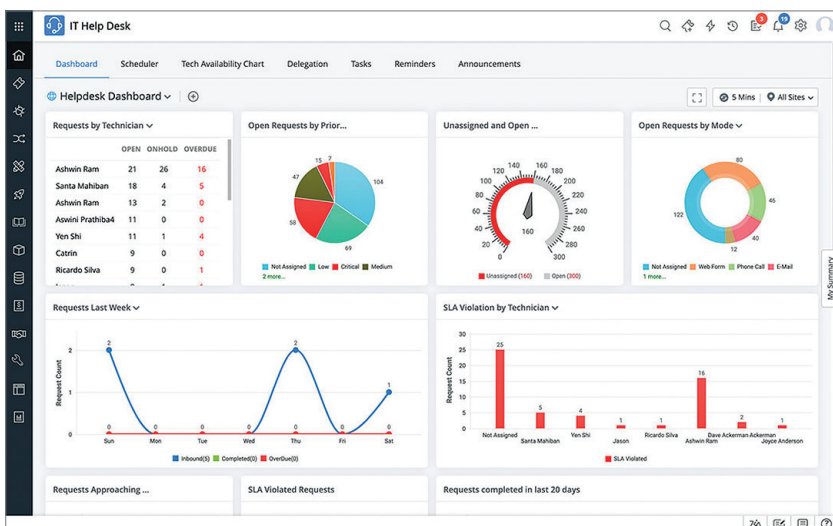 IT Help Desk
3
19
Dashboard Scheduler Tech Availability Chart Delegation Tasks Reminders Announcements
Helpdesk Dashboard
5 Mins All Sites
Requests by Technician
OPEN ONHOLD OVERDUE
Ashwin Ram 21 26 16
Santa Mahiban 18 4 5
Ashwin Ram 13 2 0
Aswini Prathiba4 11 0 0
Yen Shi 11 1 4
Catrin 9 0 0
Ricardo Silva 9 0 1
Open Requests by Prior...
15 7
47
104
58
69
Not Assigned Low Critical Medium
2 more...
Unassigned and Open ...
0 20 40 60 80 100 120 140 160 180 200 220 240 260 280 300
160
Unassigned (160) Open (300)
Open Requests by Mode
80
46
122
40
12
Not Assigned Web Form Phone Call E-Mail
1 more...
My Summary
Requests Last Week
Request Count
2
1
0
2 2 1
0 0 0 0 0 0 0
Sun Mon Tue Wed Thu Fri Sat
Inbound(5) Completed(0) OverDue(0)
SLA Violation by Technician
Request Count
30
25
20
15
10
5
0
25 5 4 1 1 16 2 1
Not Assigned Santa Mahiban Yen Shi Jason Ricardo Silva Ashwin Ram Dave Ackerman Ackerman Joyce Anderson
SLA Violated
Requests Approaching ...
SLA Violated Requests
Requests completed in last 20 days